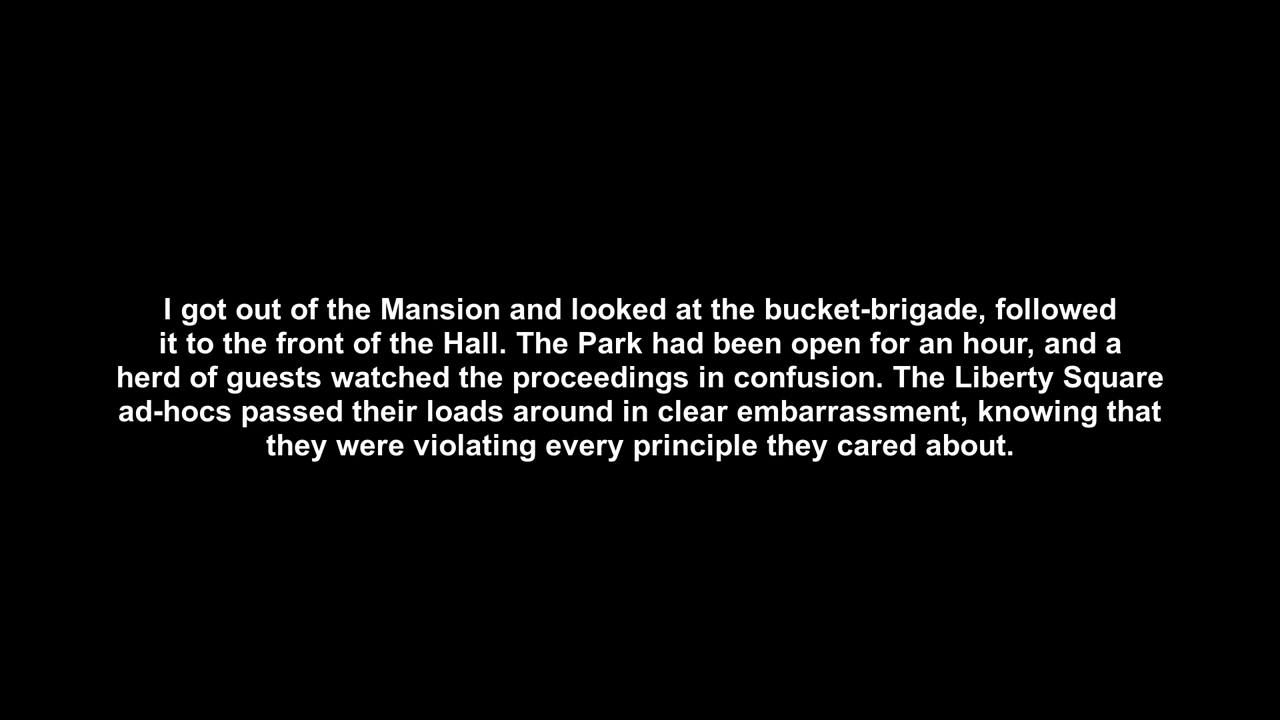 I got out of the Mansion and looked at the bucket-brigade, followed
it to the front of the Hall. The Park had been open for an hour, and a
herd of guests watched the proceedings in confusion. The Liberty Square
ad-hocs passed their loads around in clear embarrassment, knowing that
they were violating every principle they cared about.